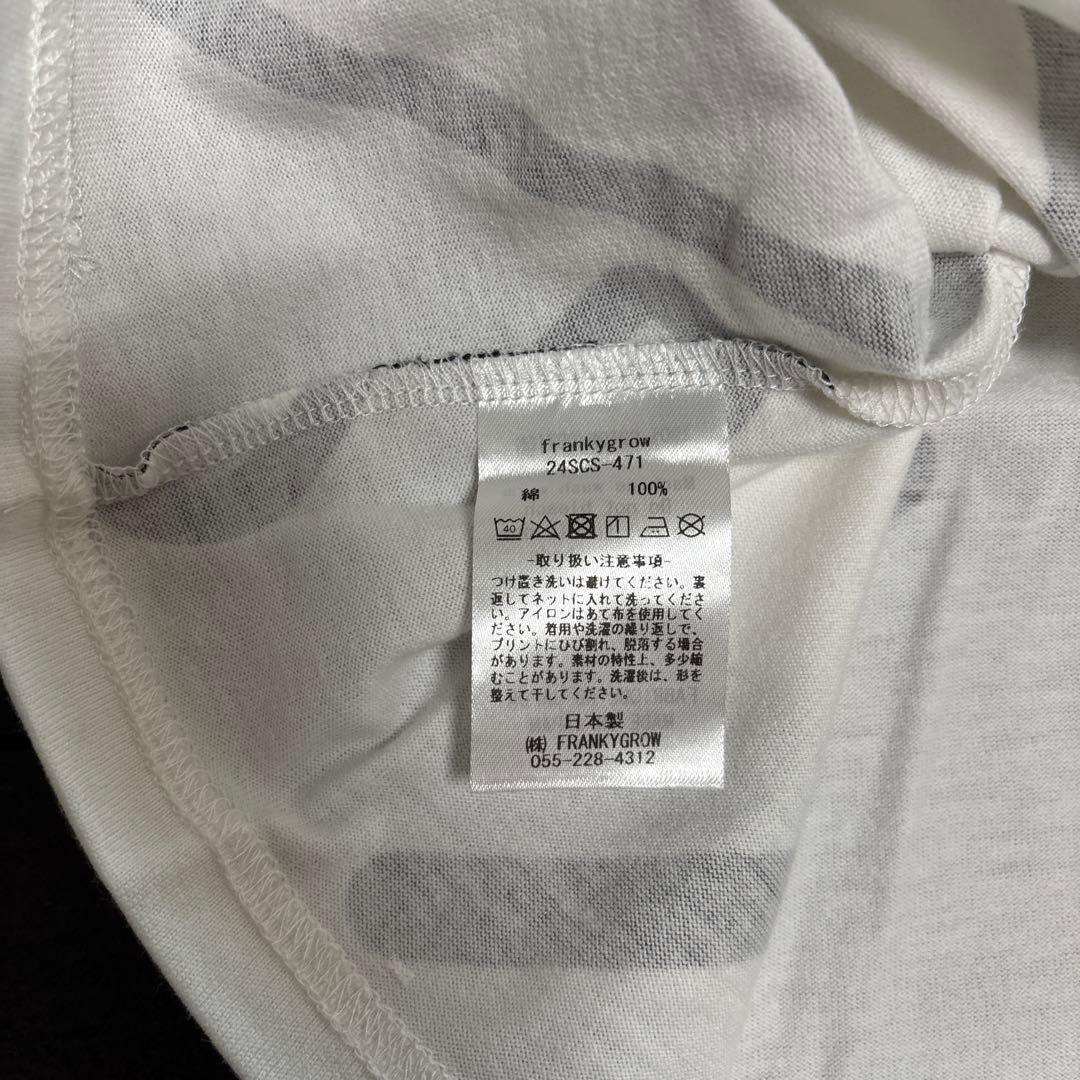 frankygrow
24SCS-471
綿 100%
40
-取り扱い注意事項-
つけ置き洗いは避けてください。裏
返してネットに入れて洗ってくださ
い。アイロンはあて布を使用してく
ださい。着用や洗濯の繰り返しで、
プリントにひび割れ、脱落する場合
があります。素材の特性上、多少縮
むことがあります。洗濯後は、形を
整えて干してください。
日本製
㈱ FRANKYGROW
055-228-4312